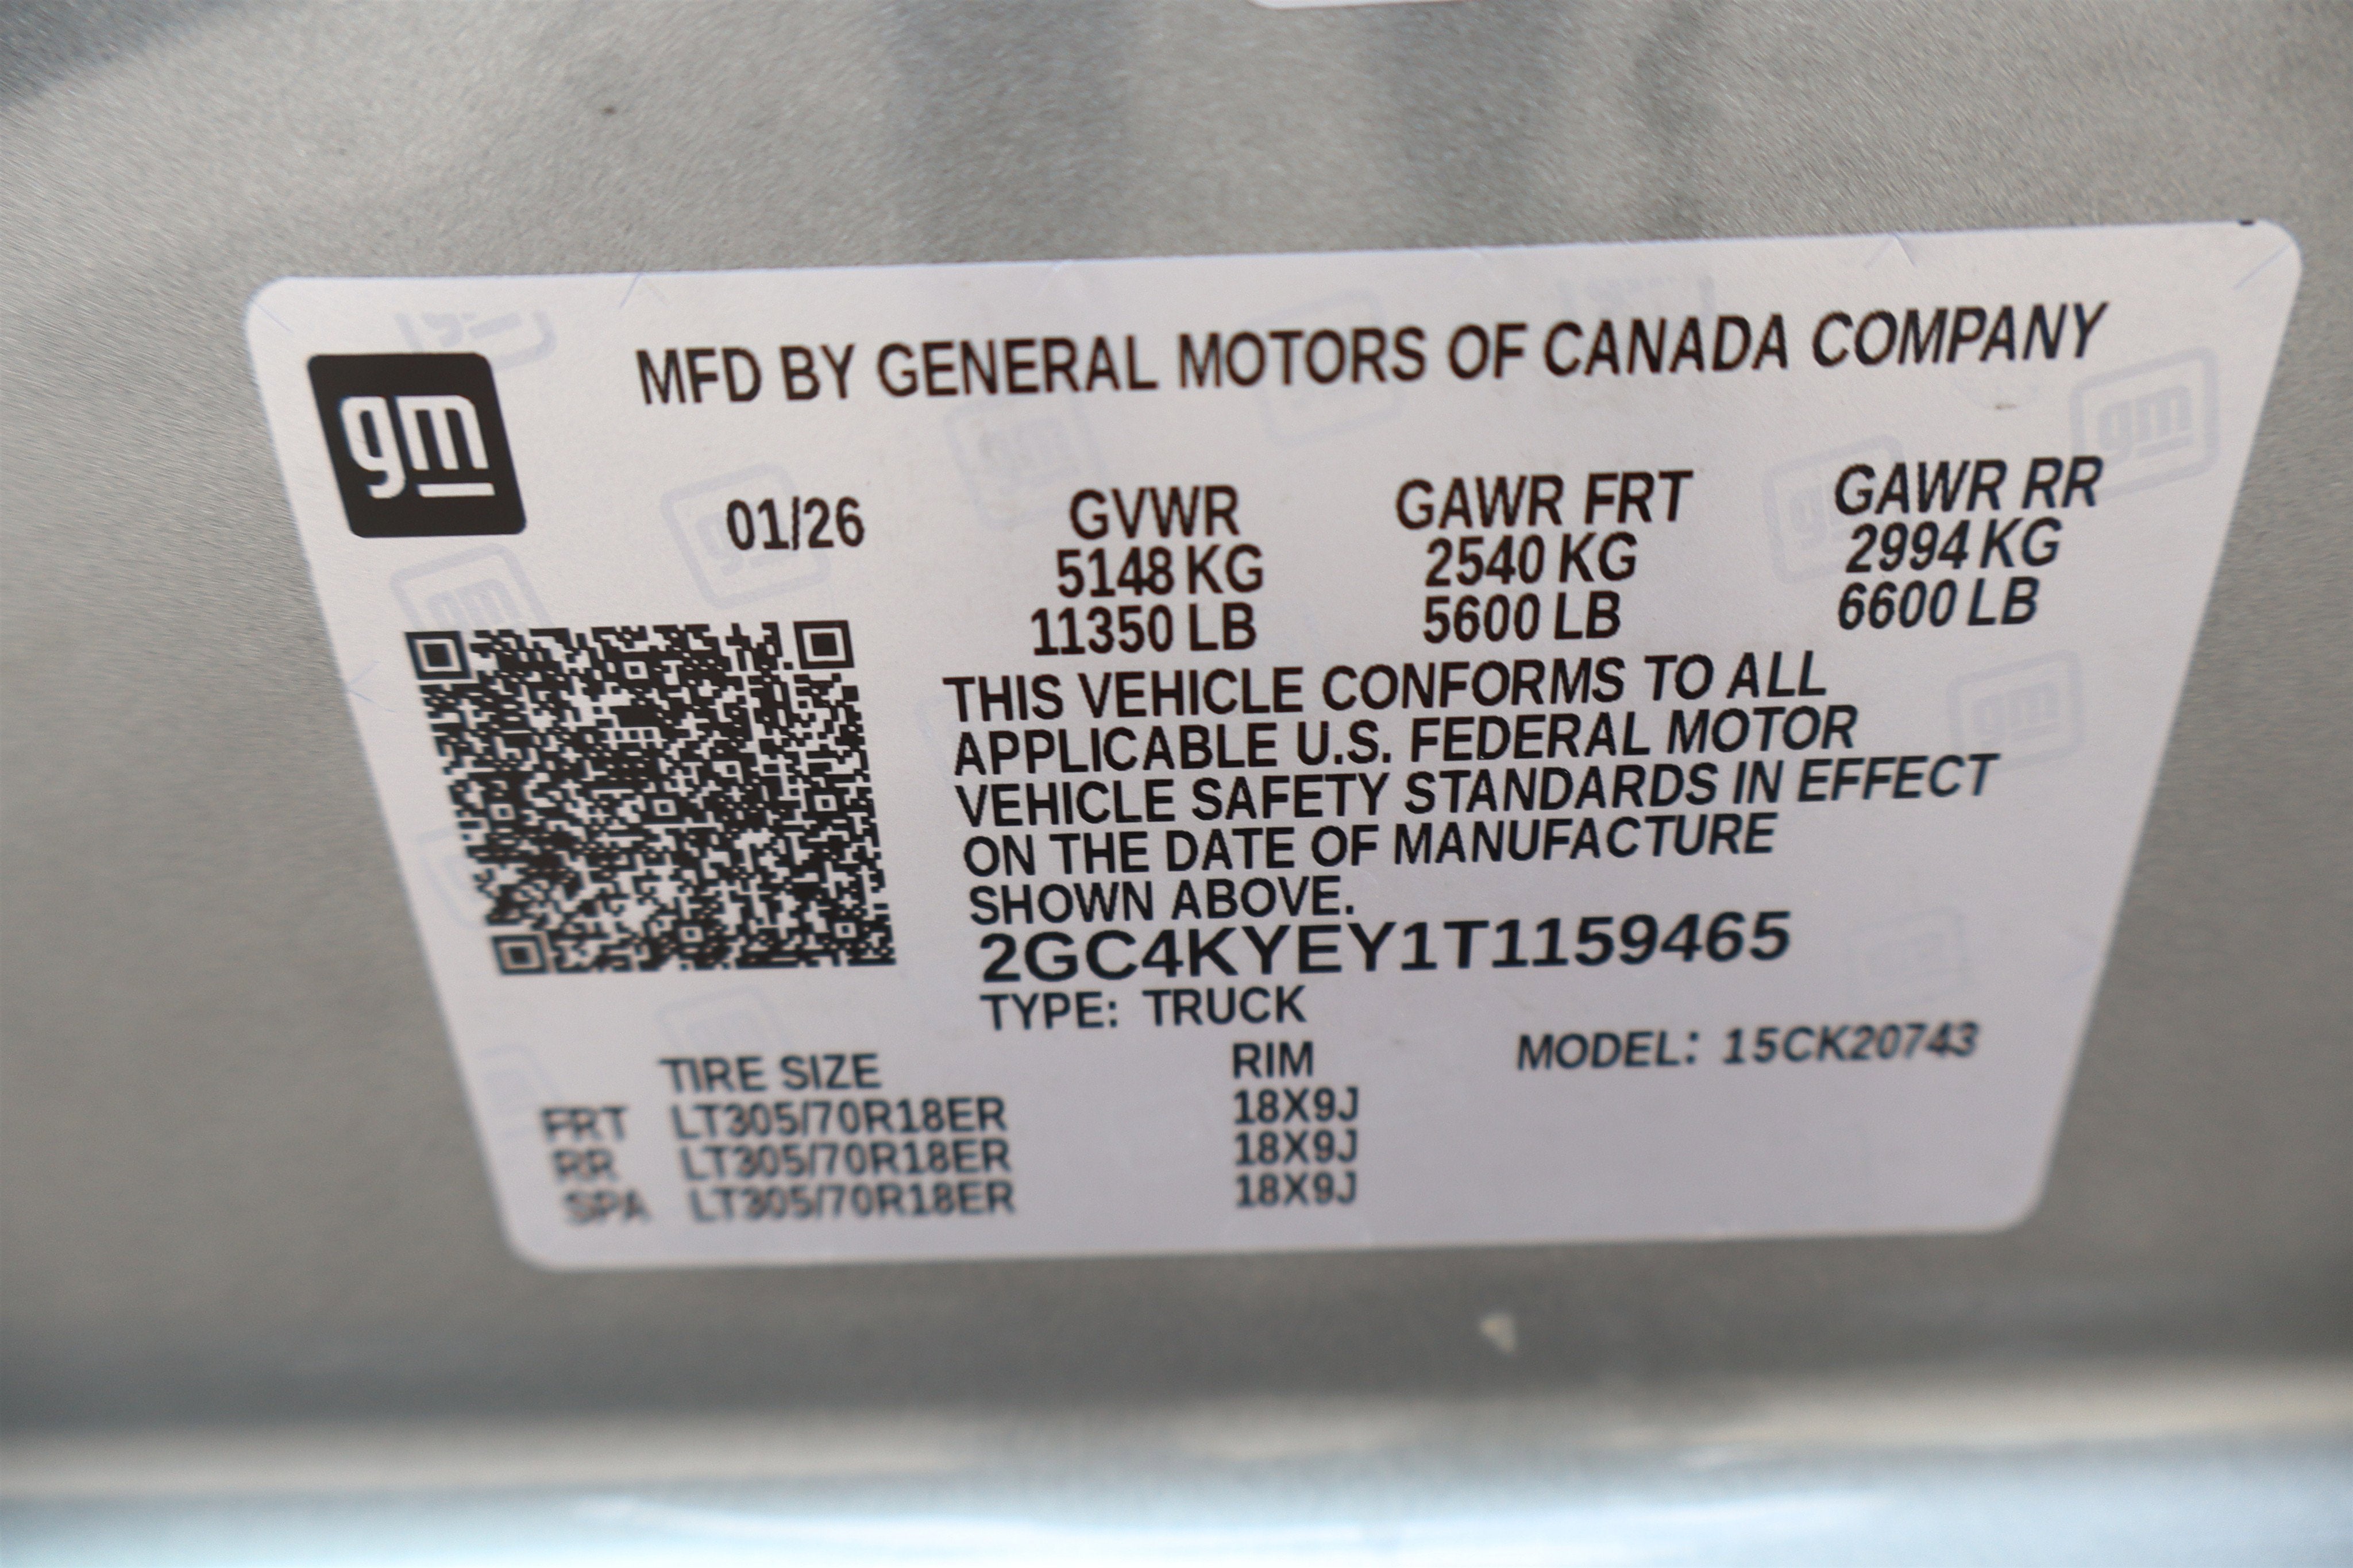 gm
MFD BY GENERAL MOTORS OF CANADA COMPANY
01/26 GVWR GAWR FRT GAWR RR
5148 KG 2540 KG 2994 KG
11350 LB 5600 LB 6600 LB
THIS VEHICLE CONFORMS TO ALL
APPLICABLE U.S. FEDERAL MOTOR
VEHICLE SAFETY STANDARDS IN EFFECT
ON THE DATE OF MANUFACTURE
SHOWN ABOVE.
2GC4KYEY1T1159465
TYPE: TRUCK
TIRE SIZE RIM MODEL: 15CK20743
FRT LT305/70R18ER 18X9J
RR LT305/70R18ER 18X9J
SPA LT305/70R18ER 18X9J